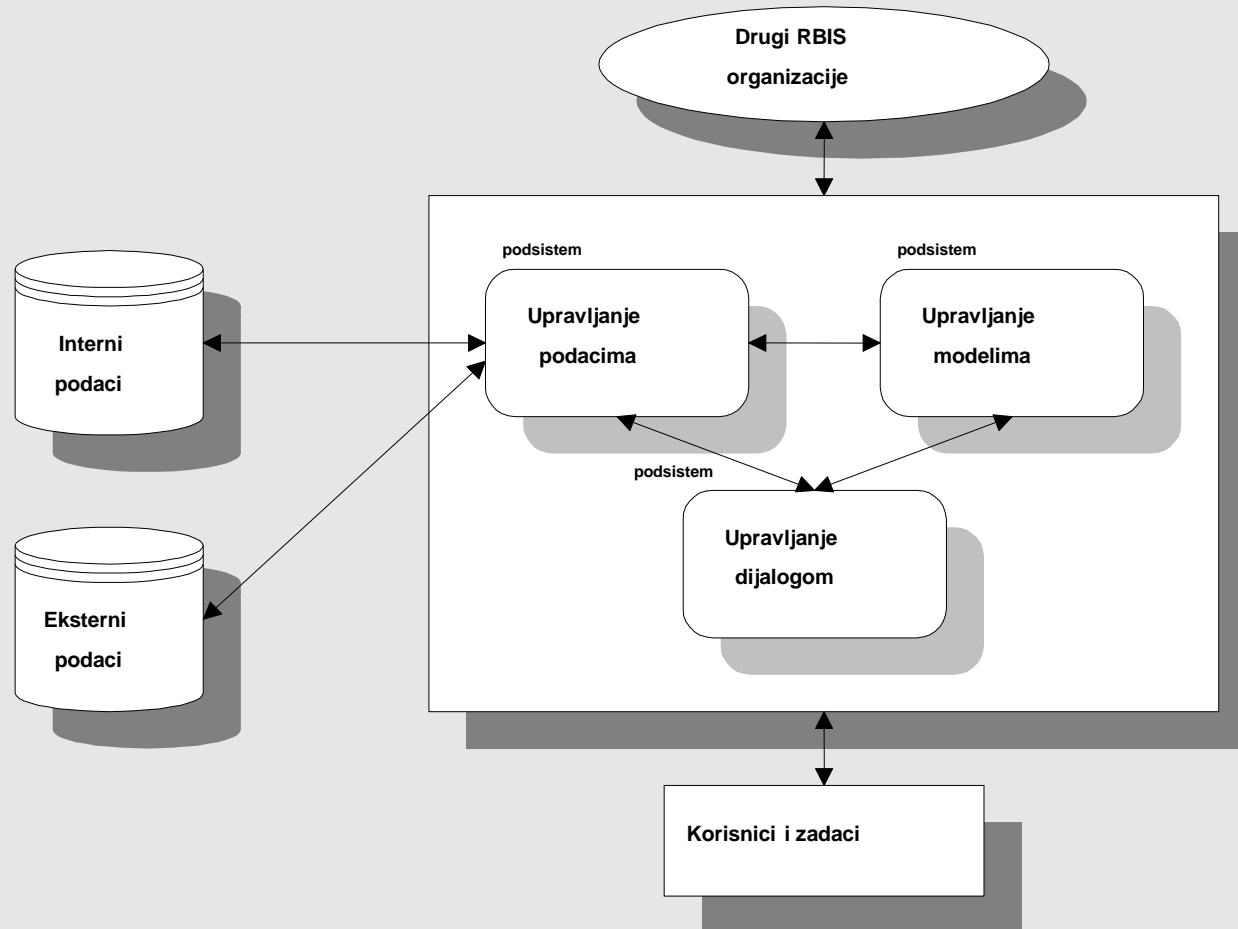 Drugi RBIS
organizacije
podsistem
podsistem
Upravljanje
podacima
Upravljanje
modelima
Interni
podaci
podsistem
Upravljanje
dijalogom
Eksterni
podaci
Korisnici i zadaci